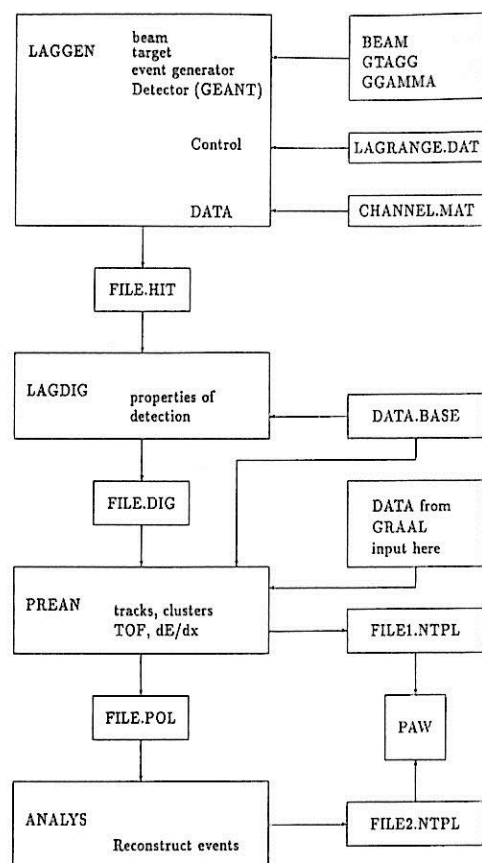 LAGGEN
beam
target
event generator
Detector (GEANT)
Control
DATA
BEAM
GTAGG
GGAMMA
LAGRANGE.DAT
CHANNEL.MAT
FILE.HIT
LAGDIG
properties of
detection
DATA.BASE
FILE.DIG
DATA from
GRAAL
input here
PREAN
tracks, clusters
TOF, dE/dx
FILE1.NTPL
FILE.POL
PAW
ANALYS
Reconstruct events
FILE2.NTPL